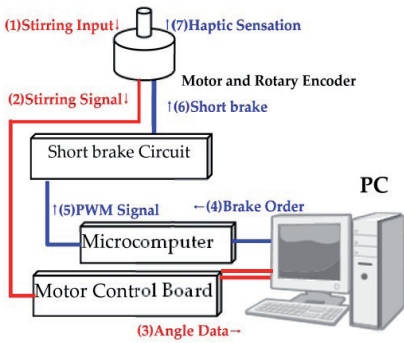 (1)Stirring Input↓
↑(7)Haptic Sensation
Motor and Rotary Encoder
(2)Stirring Signal↓
↑(6)Short brake
Short brake Circuit
PC
↑(5)PWM Signal
←(4)Brake Order
Microcomputer
Motor Control Board
(3)Angle Data→